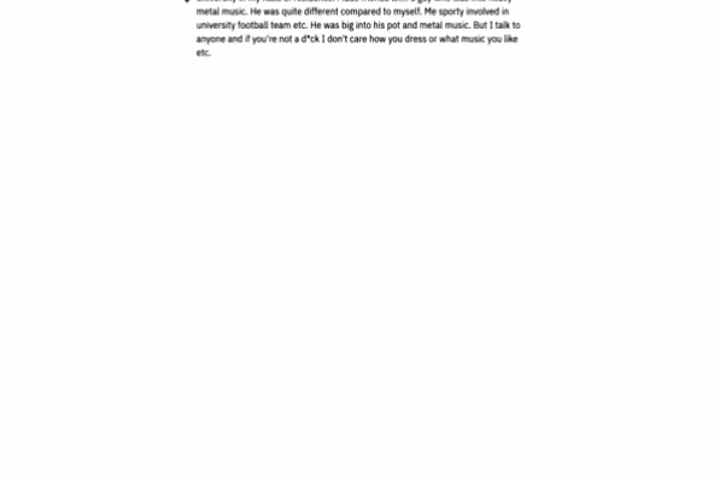 metal music. He was quite different compared to myself. Me sporty involved in
university football team etc. He was big into his pot and metal music. But I talk to
anyone and if you're not a d*ck I don't care how you dress or what music you like
etc.